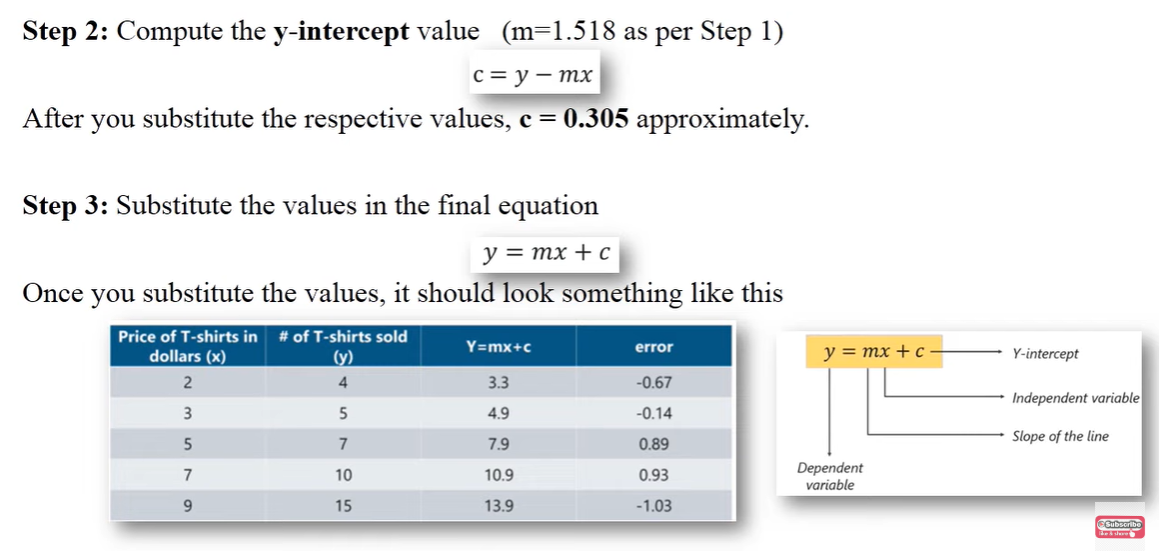 Step 2: Compute the y-intercept value (m=1.518 as per Step 1)
c = y − mx
After you substitute the respective values, c = 0.305 approximately.
Step 3: Substitute the values in the final equation
y = mx + c
Once you substitute the values, it should look something like this
Price of T-shirts in dollars (x) # of T-shirts sold (y) Y=mx+c error
2 4 3.3 -0.67
3 5 4.9 -0.14
5 7 7.9 0.89
7 10 10.9 0.93
9 15 13.9 -1.03
y = mx + c
Y-intercept
Independent variable
Slope of the line
Dependent
variable
Subscribe